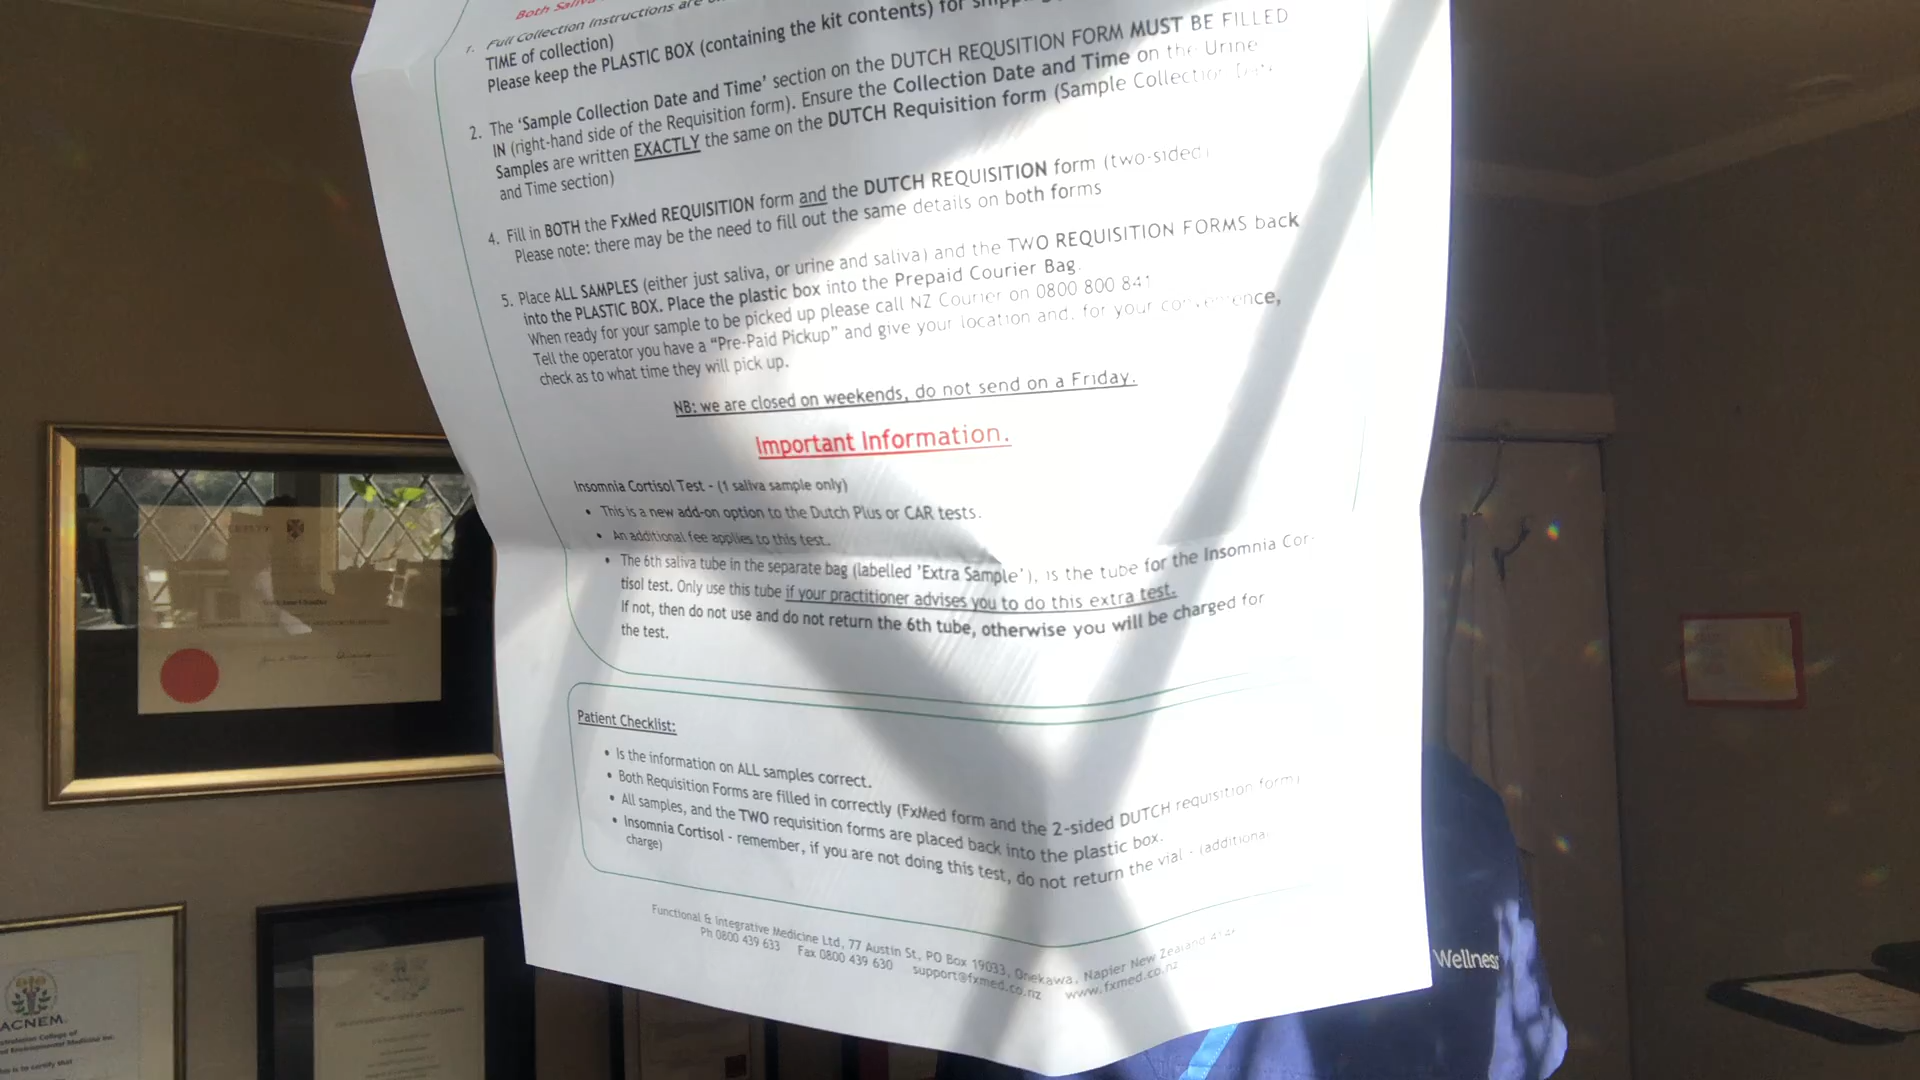 Both Saliva
1. Full Collection Instructions are
TIME of collection)
Please keep the PLASTIC BOX (containing the kit contents) for
2. The ‘Sample Collection Date and Time’ section on the DUTCH REQUSITION FORM MUST BE FILLED
IN (right-hand side of the Requisition form). Ensure the Collection Date and Time on the Urine
Samples are written EXACTLY the same on the DUTCH Requisition form (Sample Collection Date
and Time section)
4. Fill in BOTH the FxMed REQUISITION form and the DUTCH REQUISITION form (two-sided)
Please note: there may be the need to fill out the same details on both forms
5. Place ALL SAMPLES (either just saliva, or urine and saliva) and the TWO REQUISITION FORMS back
into the PLASTIC BOX. Place the plastic box into the Prepaid Courier Bag.
When ready for your sample to be picked up please call NZ Courier on 0800 800 841
Tell the operator you have a “Pre-Paid Pickup” and give your location and, for your convenience,
check as to what time they will pick up.
NB: we are closed on weekends, do not send on a Friday.
Important Information.
Insomnia Cortisol Test - (1 saliva sample only)
• This is a new add-on option to the Dutch Plus or CAR tests.
• An additional fee applies to this test.
• The 6th saliva tube in the separate bag (labelled 'Extra Sample'), is the tube for the Insomnia Cor-
tisol test. Only use this tube if your practitioner advises you to do this extra test.
If not, then do not use and do not return the 6th tube, otherwise you will be charged for
the test.
Patient Checklist:
• Is the information on ALL samples correct.
• Both Requisition Forms are filled in correctly (FxMed form and the 2-sided DUTCH requisition form)
• All samples, and the TWO requisition forms are placed back into the plastic box.
• Insomnia Cortisol - remember, if you are not doing this test, do not return the vial - (additional
charge)
Functional & Integrative Medicine Ltd, 77 Austin St, PO Box 19033, Onekawa, Napier New Zealand
Ph 0800 439 633 Fax 0800 439 630 support@fxmed.co.nz www.fxmed.co.nz
Wellness
ACNEM